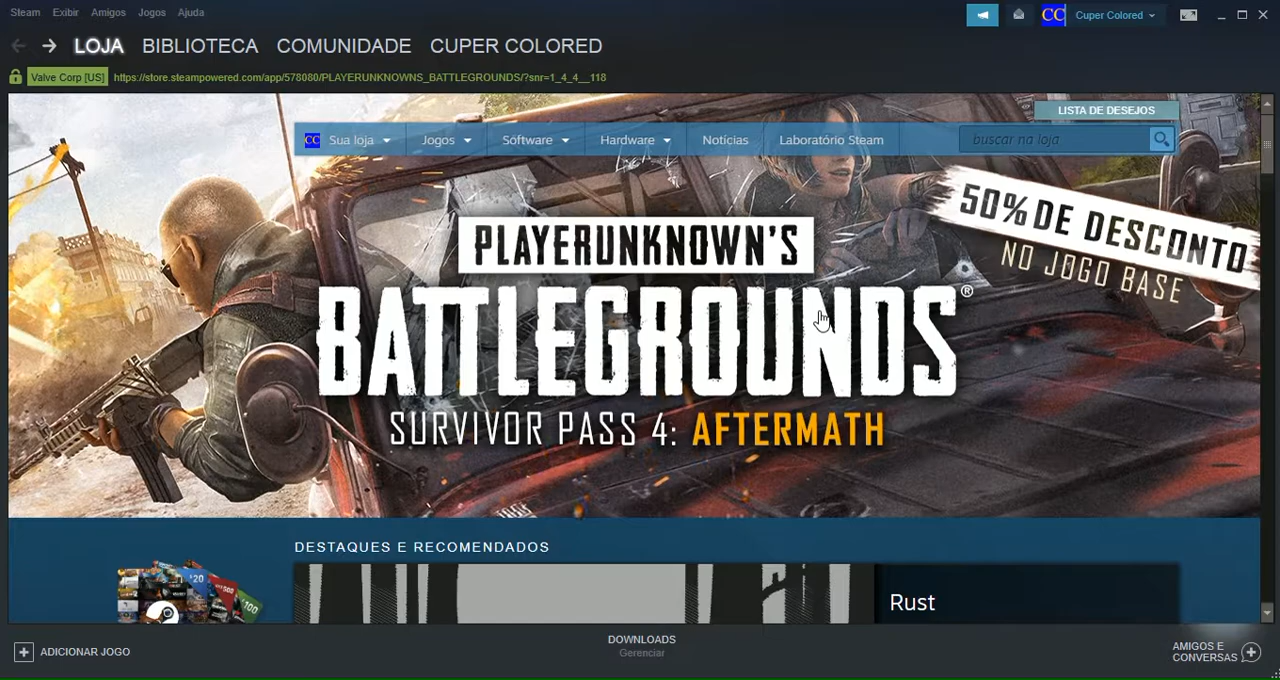 Steam Exibir Amigos Jogos Ajuda
CC Cuper Colored
LOJA BIBLIOTECA COMUNIDADE CUPER COLORED
Valve Corp [US] https://store.steampowered.com/app/578080/PLAYERUNKNOWNS_BATTLEGROUNDS/?snr=1_4_4__118
LISTA DE DESEJOS
CC Sua loja Jogos Software Hardware Notícias Laboratório Steam buscar na loja
50% DE DESCONTO
NO JOGO BASE
PLAYERUNKNOWN'S
BATTLEGROUNDS®
SURVIVOR PASS 4: AFTERMATH
DESTAQUES E RECOMENDADOS
Rust
ADICIONAR JOGO
DOWNLOADS
Gerenciar
AMIGOS E
CONVERSAS